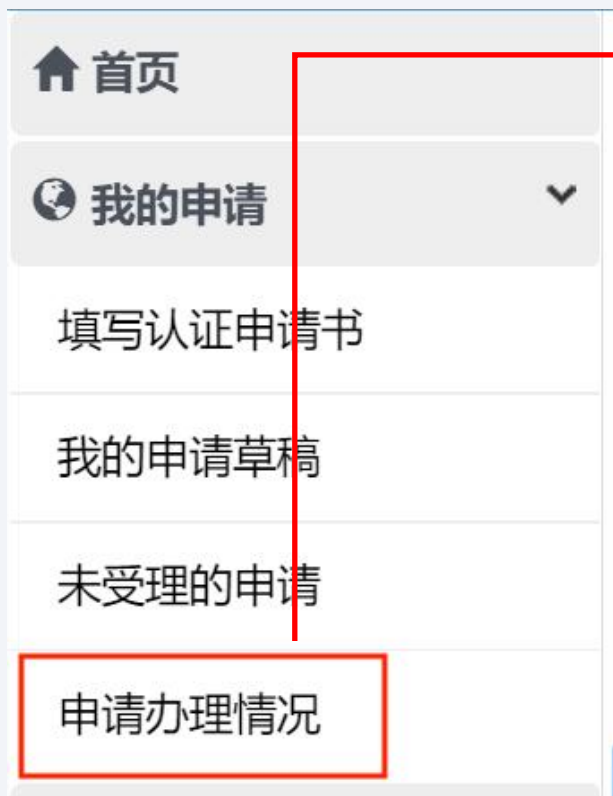 首页
我的申请
填写认证申请书
我的申请草稿
未受理的申请
申请办理情况